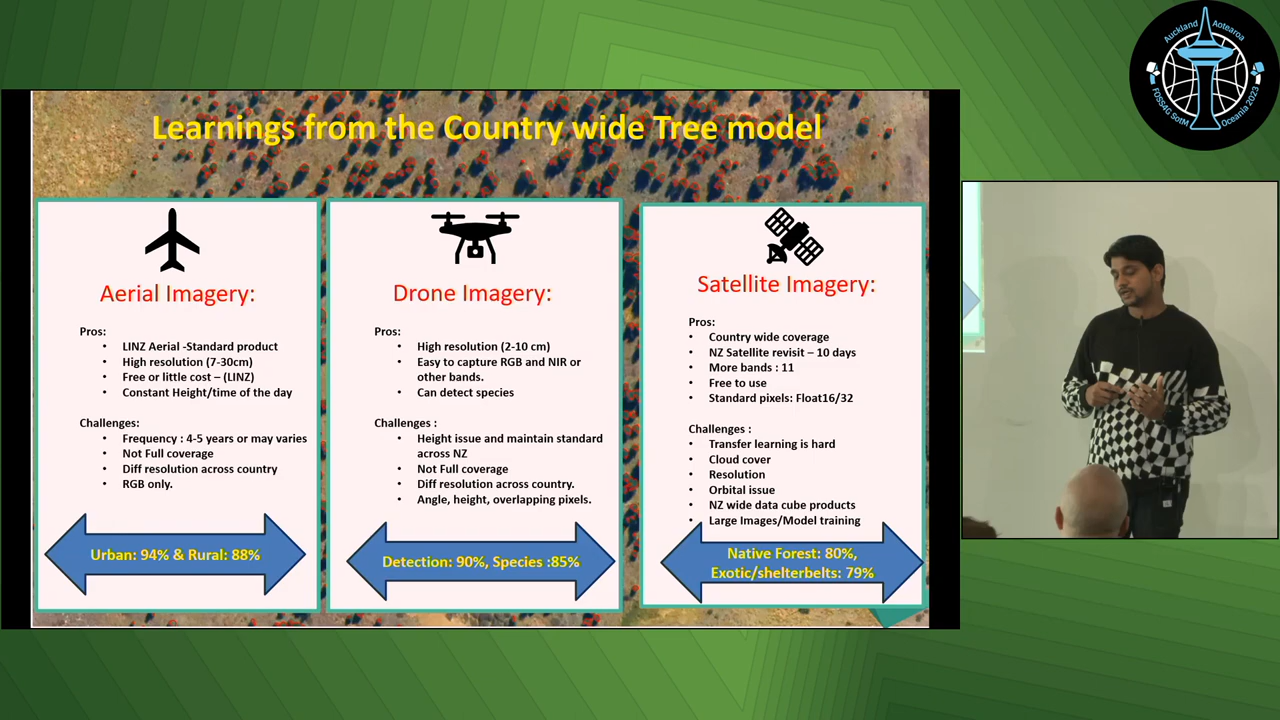 Learnings from the Country wide Tree model
Aerial Imagery:
Pros:
• LINZ Aerial -Standard product
• High resolution (7-30cm)
• Free or little cost – (LINZ)
• Constant Height/time of the day
Challenges:
• Frequency : 4-5 years or may varies
• Not Full coverage
• Diff resolution across country
• RGB only.
Urban: 94% & Rural: 88%
Drone Imagery:
Pros:
• High resolution (2-10 cm)
• Easy to capture RGB and NIR or
other bands.
• Can detect species
Challenges :
• Height issue and maintain standard
across NZ
• Not Full coverage
• Diff resolution across country.
• Angle, height, overlapping pixels.
Detection: 90%, Species :85%
Satellite Imagery:
Pros:
• Country wide coverage
• NZ Satellite revisit – 10 days
• More bands : 11
• Free to use
• Standard pixels: Float16/32
Challenges :
• Transfer learning is hard
• Cloud cover
• Resolution
• Orbital issue
• NZ wide data cube products
• Large Images/Model training
Native Forest: 80%,
Exotic/shelterbelts: 79%
Auckland Aotearoa
FOSS4G SotM Oceania 2023